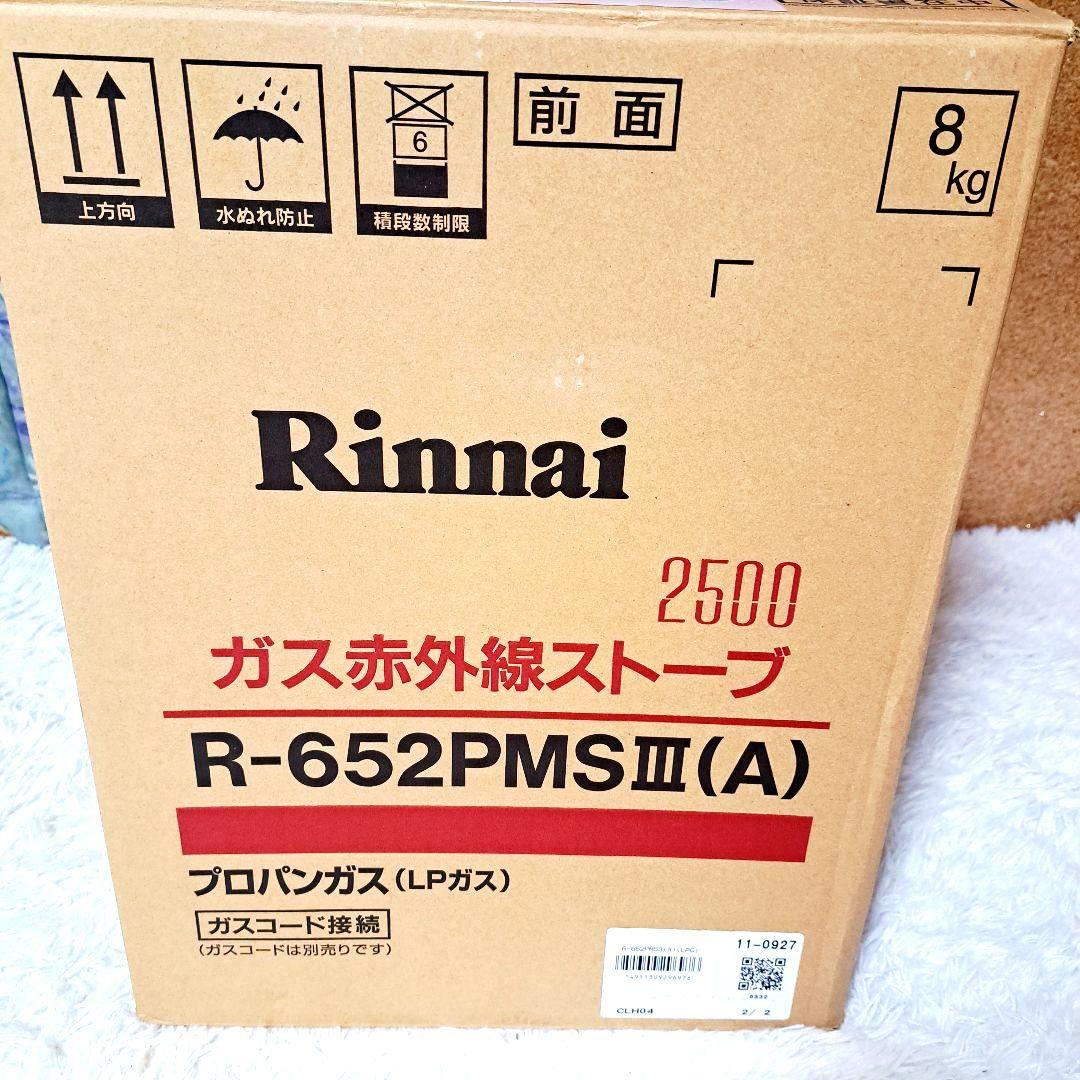 上方向
水ぬれ防止
6
積段数制限
前面
8
kg
Rinnai
2500
ガス赤外線ストーブ
R-652PMSⅢ(A)
プロパンガス(LPガス)
ガスコード接続
(ガスコードは別売りです)
R-652PMS3(A)(LPG)
11-0927
CLH04
2/ 2